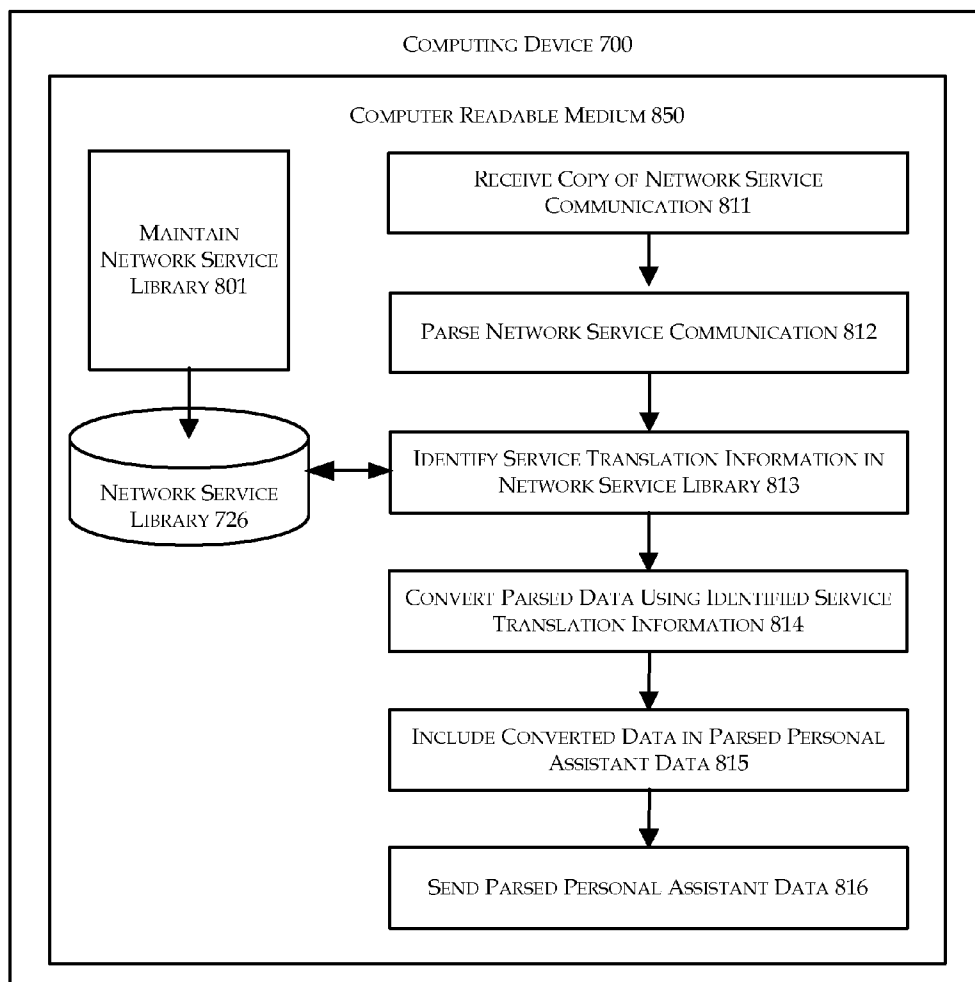 COMPUTING DEVICE 700
COMPUTER READABLE MEDIUM 850
MAINTAIN
NETWORK SERVICE
LIBRARY 801
NETWORK SERVICE
LIBRARY 726
RECEIVE COPY OF NETWORK SERVICE
COMMUNICATION 811
PARSE NETWORK SERVICE COMMUNICATION 812
IDENTIFY SERVICE TRANSLATION INFORMATION IN
NETWORK SERVICE LIBRARY 813
CONVERT PARSED DATA USING IDENTIFIED SERVICE
TRANSLATION INFORMATION 814
INCLUDE CONVERTED DATA IN PARSED PERSONAL
ASSISTANT DATA 815
SEND PARSED PERSONAL ASSISTANT DATA 816